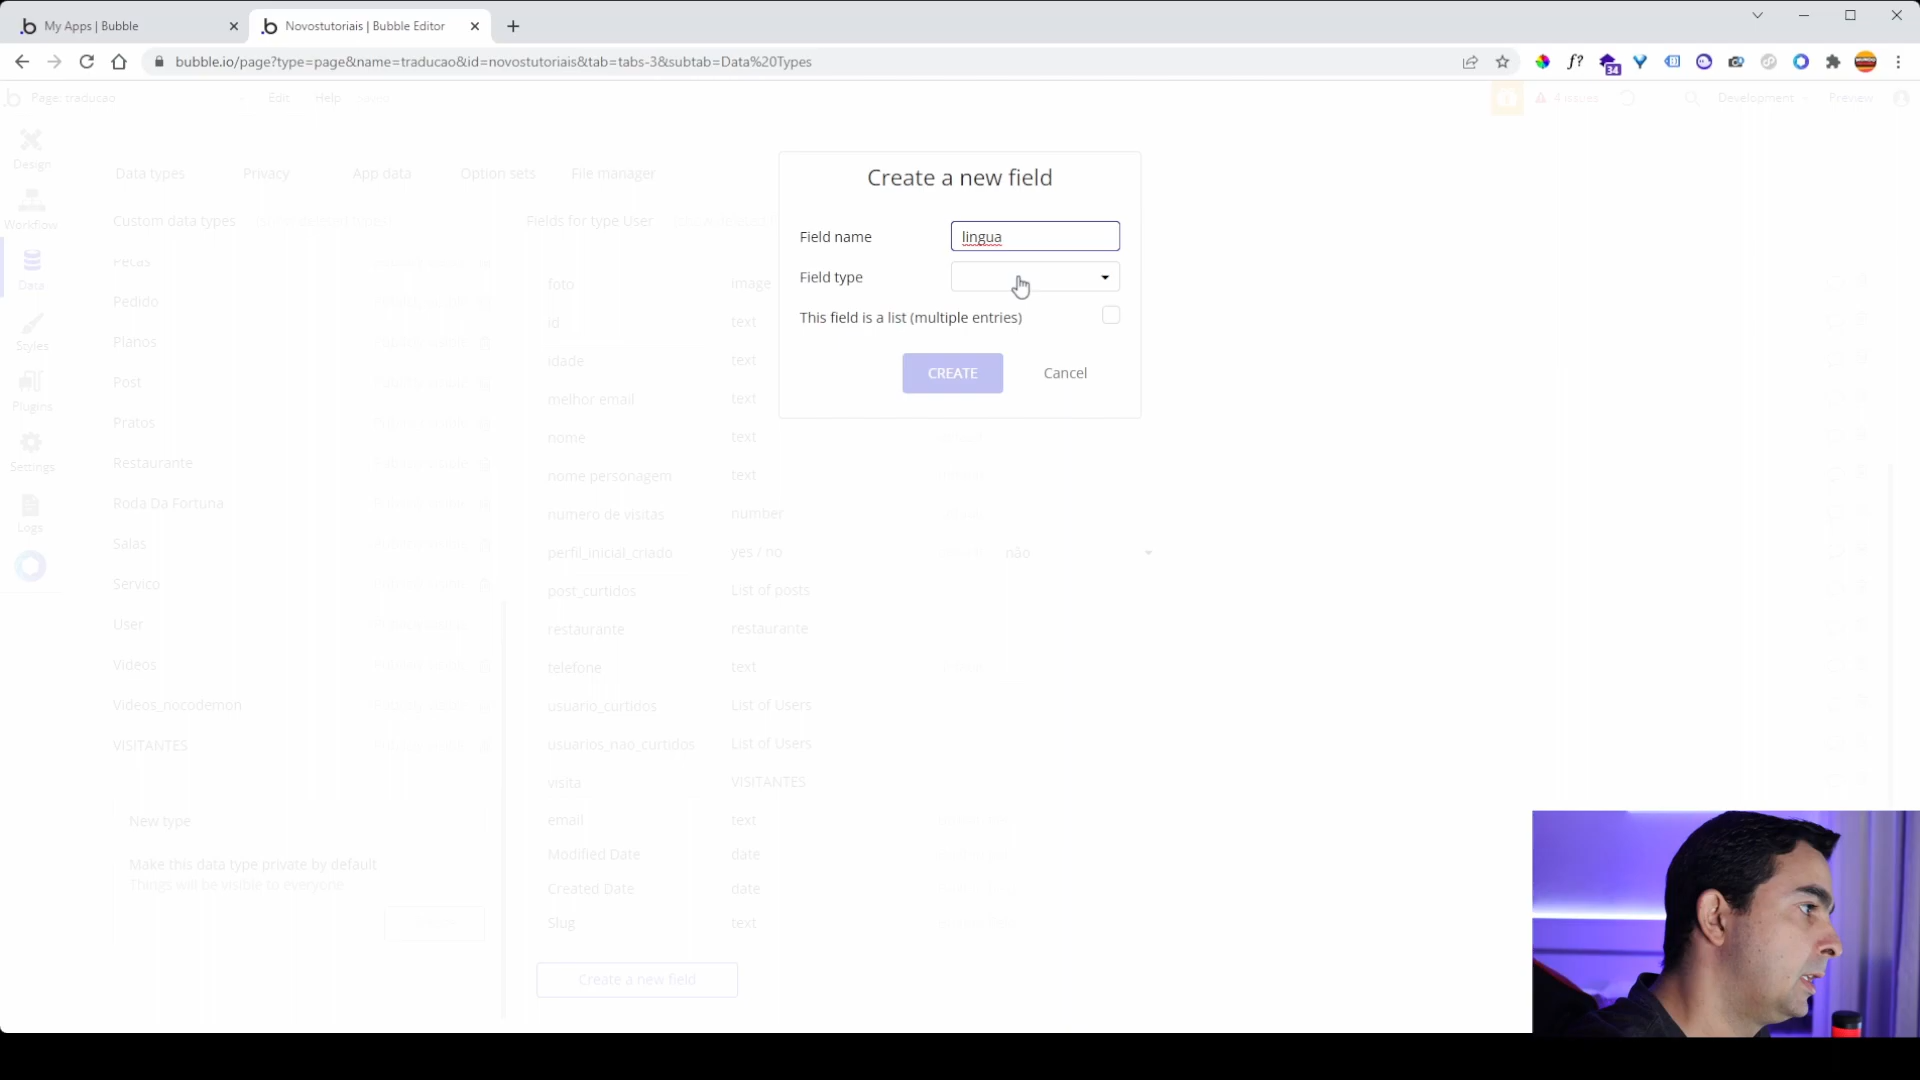 My Apps | Bubble
Novostutoriais | Bubble Editor
bubble.io/page?type=page&name=traducao&id=novostutoriais&tab=tabs-3&subtab=Data%20Types
f?
34
Page: traducao
Edit
Help
Saved
4 issues
Development
Preview
Design
Workflow
Data
Styles
Plugins
Settings
Logs
Data types
Privacy
App data
Option sets
File manager
Custom data types
Fields for type User
Pecas
Pedido
Planos
Post
Pratos
Restaurante
Roda Da Fortuna
Salas
Servico
User
Videos
Videos_nocodemon
VISITANTES
New type
Make this data type private by default
Things will be visible to everyone
foto image
id text
idade text
melhor email text
nome text
nome personagem text
numero de visitas number
perfil_inicial_criado yes / no não
post_curtidos List of posts
restaurante restaurante
telefone text
usuario_curtidos List of Users
usuarios_nao_curtidos List of Users
visita VISITANTES
email text
Modified Date date
Created Date date
Slug text
Create a new field
Create a new field
Field name lingua
Field type
This field is a list (multiple entries)
CREATE
Cancel